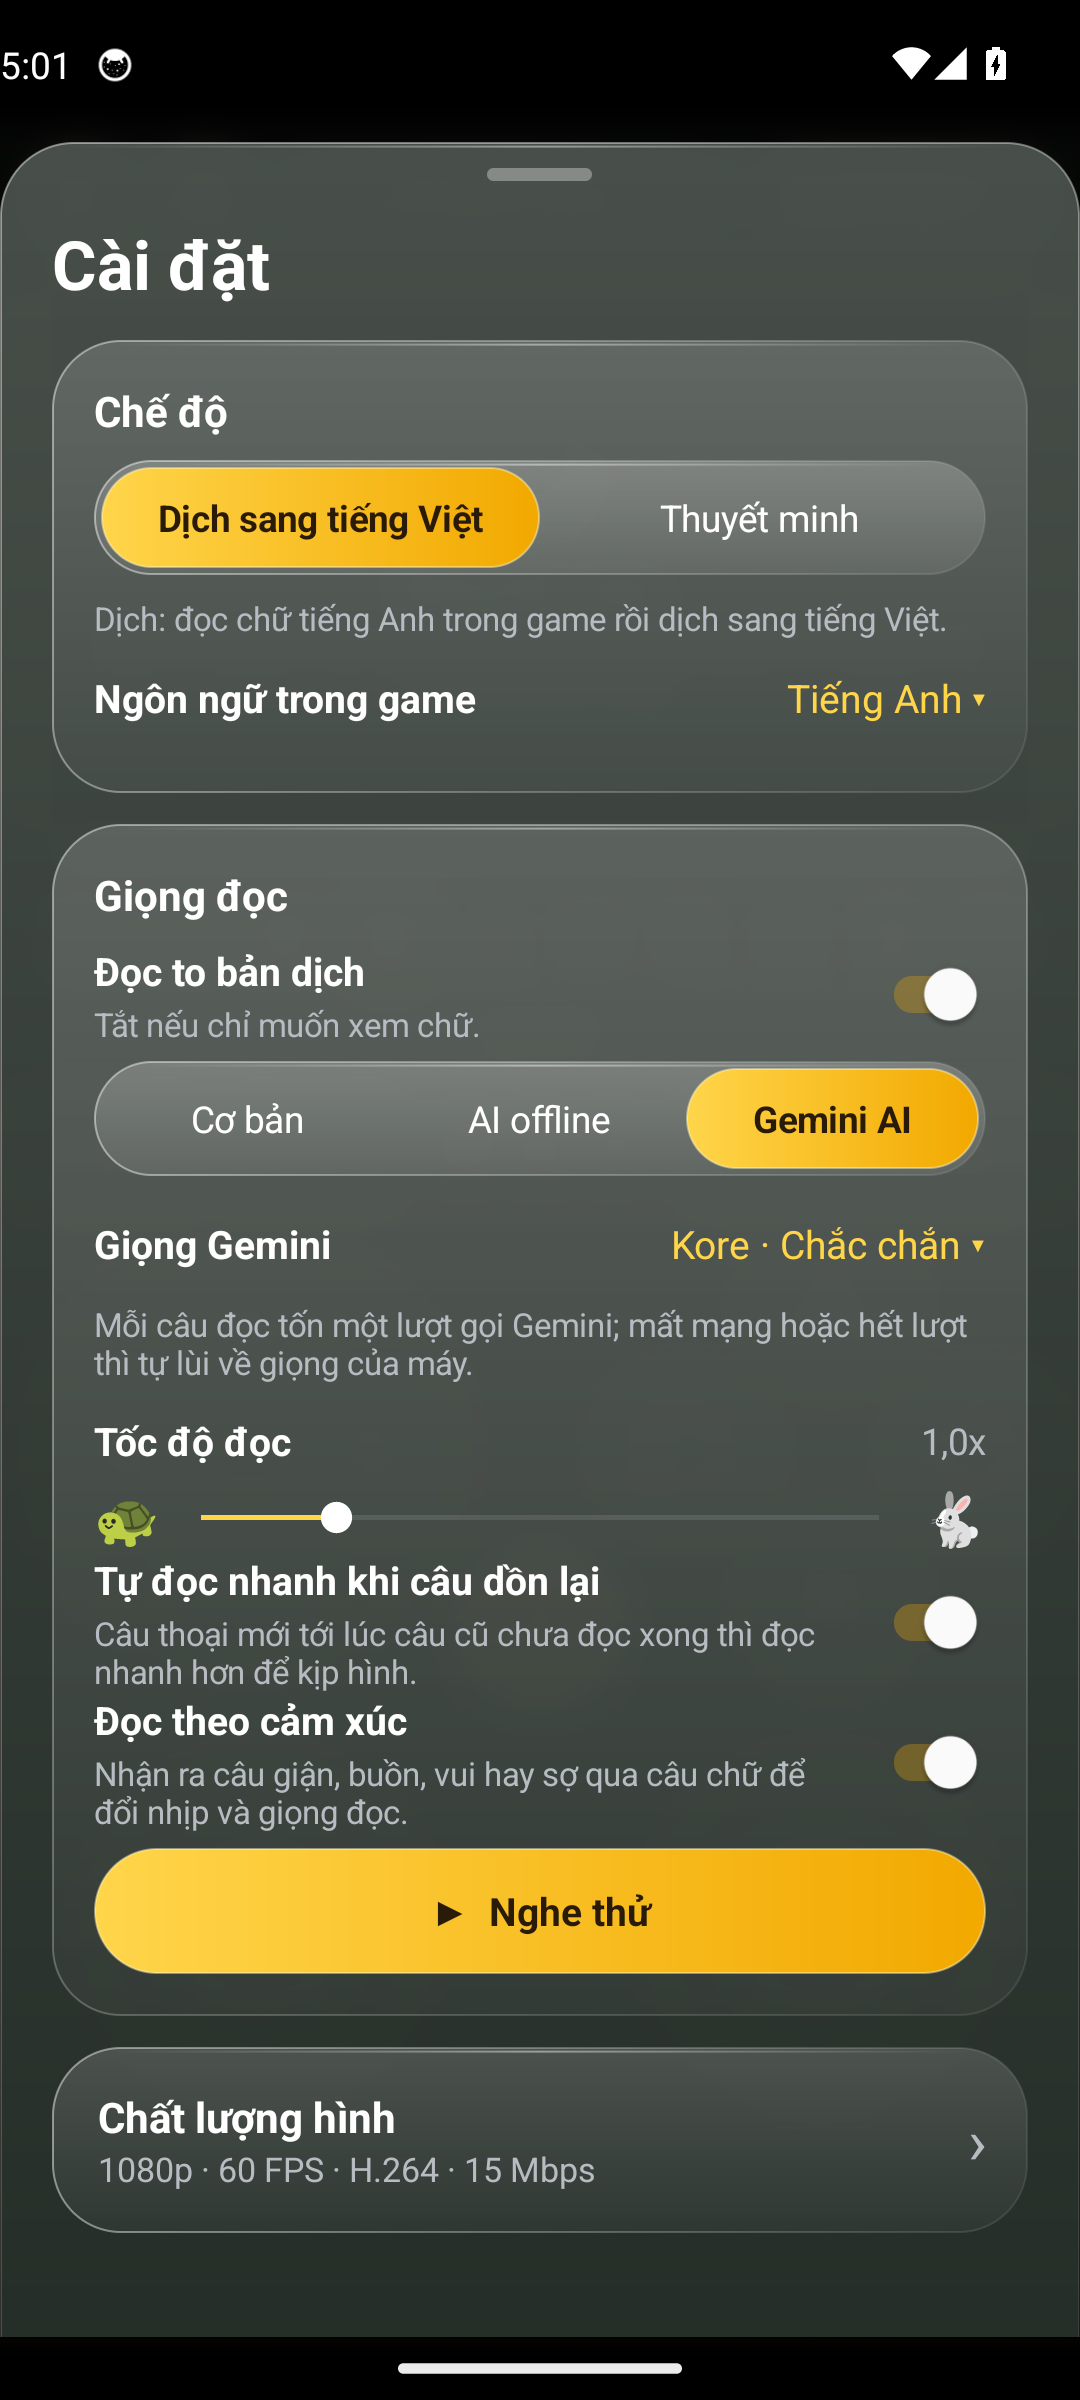 5:01
Cài đặt
Chế độ
Dịch sang tiếng Việt
Thuyết minh
Dịch: đọc chữ tiếng Anh trong game rồi dịch sang tiếng Việt.
Ngôn ngữ trong game
Tiếng Anh ▾
Giọng đọc
Đọc to bản dịch
Tắt nếu chỉ muốn xem chữ.
Cơ bản
AI offline
Gemini AI
Giọng Gemini
Kore · Chắc chắn ▾
Mỗi câu đọc tốn một lượt gọi Gemini; mất mạng hoặc hết lượt
thì tự lùi về giọng của máy.
Tốc độ đọc
1,0x
Tự đọc nhanh khi câu dồn lại
Câu thoại mới tới lúc câu cũ chưa đọc xong thì đọc
nhanh hơn để kịp hình.
Đọc theo cảm xúc
Nhận ra câu giận, buồn, vui hay sợ qua câu chữ để
đổi nhịp và giọng đọc.
▶ Nghe thử
Chất lượng hình
1080p · 60 FPS · H.264 · 15 Mbps
›